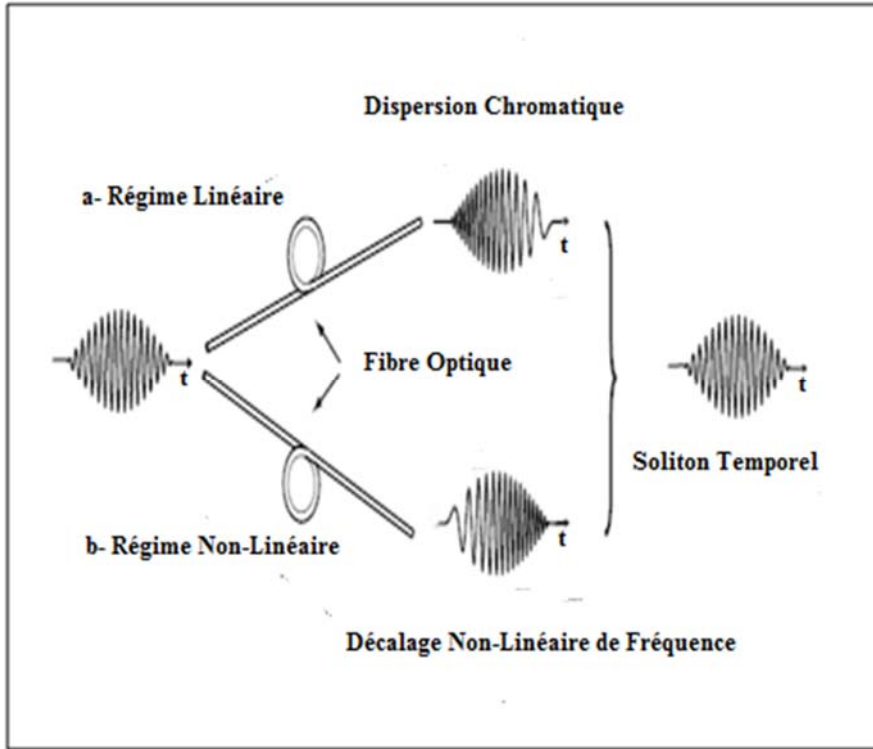 Dispersion Chromatique
a- Régime Linéaire
t
t
Fibre Optique
t
Soliton Temporel
b- Régime Non-Linéaire
t
Décalage Non-Linéaire de Fréquence